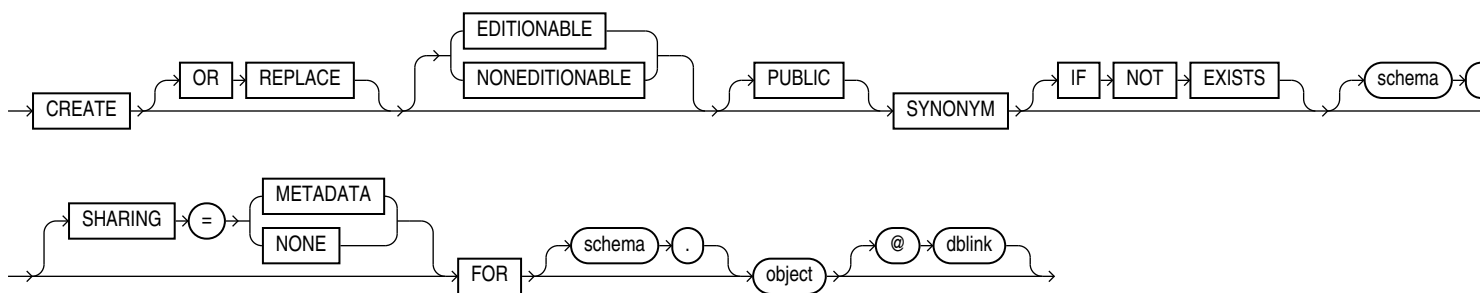 EDITIONABLE
OR REPLACE NONEDITIONABLE PUBLIC IF NOT EXISTS schema
CREATE SYNONYM
METADATA
SHARING = NONE schema . @ dblink
FOR object